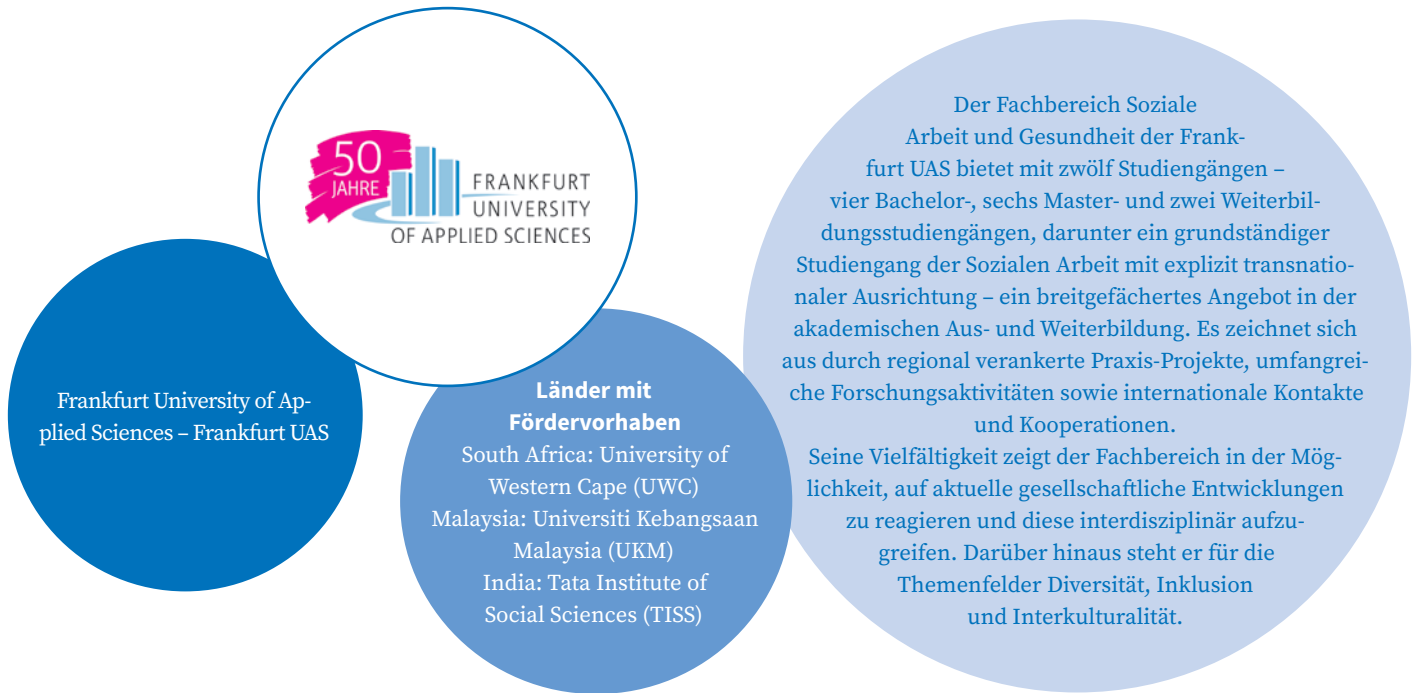 50
JAHRE
FRANKFURT
UNIVERSITY
OF APPLIED SCIENCES
Frankfurt University of Ap-
plied Sciences – Frankfurt UAS
Länder mit
Fördervorhaben
South Africa: University of
Western Cape (UWC)
Malaysia: Universiti Kebangsaan
Malaysia (UKM)
India: Tata Institute of
Social Sciences (TISS)
Der Fachbereich Soziale
Arbeit und Gesundheit der Frank-
furt UAS bietet mit zwölf Studiengängen –
vier Bachelor-, sechs Master- und zwei Weiterbil-
dungsstudiengängen, darunter ein grundständiger
Studiengang der Sozialen Arbeit mit explizit transnatio-
naler Ausrichtung – ein breitgefächertes Angebot in der
akademischen Aus- und Weiterbildung. Es zeichnet sich
aus durch regional verankerte Praxis-Projekte, umfangrei-
che Forschungsaktivitäten sowie internationale Kontakte
und Kooperationen.
Seine Vielfältigkeit zeigt der Fachbereich in der Mög-
lichkeit, auf aktuelle gesellschaftliche Entwicklungen
zu reagieren und diese interdisziplinär aufzu-
greifen. Darüber hinaus steht er für die
Themenfelder Diversität, Inklusion
und Interkulturalität.